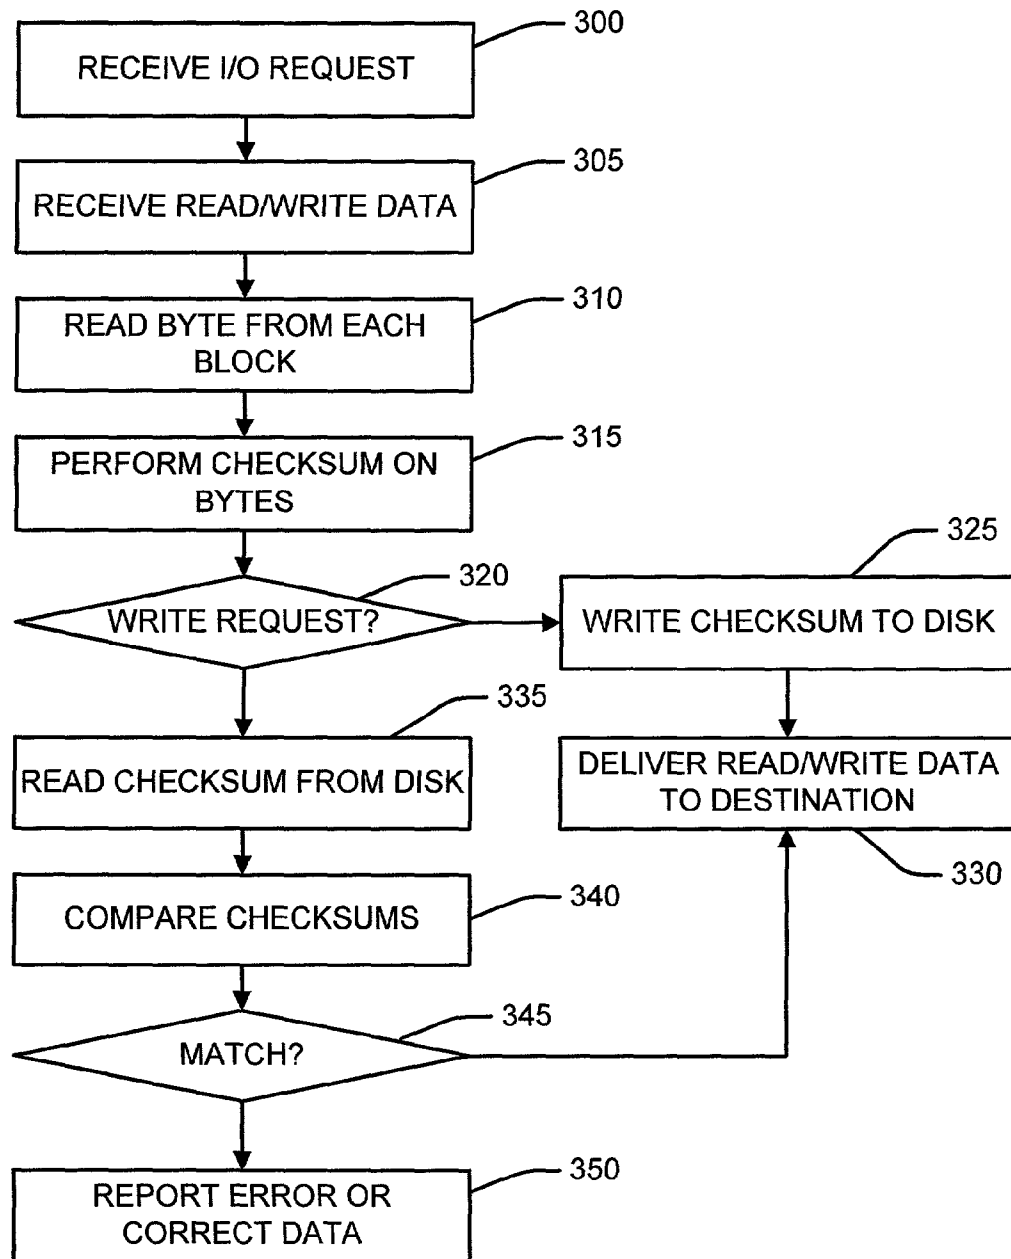 300
RECEIVE I/O REQUEST
305
RECEIVE READ/WRITE DATA
310
READ BYTE FROM EACH
BLOCK
315
PERFORM CHECKSUM ON
BYTES
320
WRITE REQUEST?
325
WRITE CHECKSUM TO DISK
335
READ CHECKSUM FROM DISK
DELIVER READ/WRITE DATA
TO DESTINATION
330
340
COMPARE CHECKSUMS
345
MATCH?
350
REPORT ERROR OR
CORRECT DATA